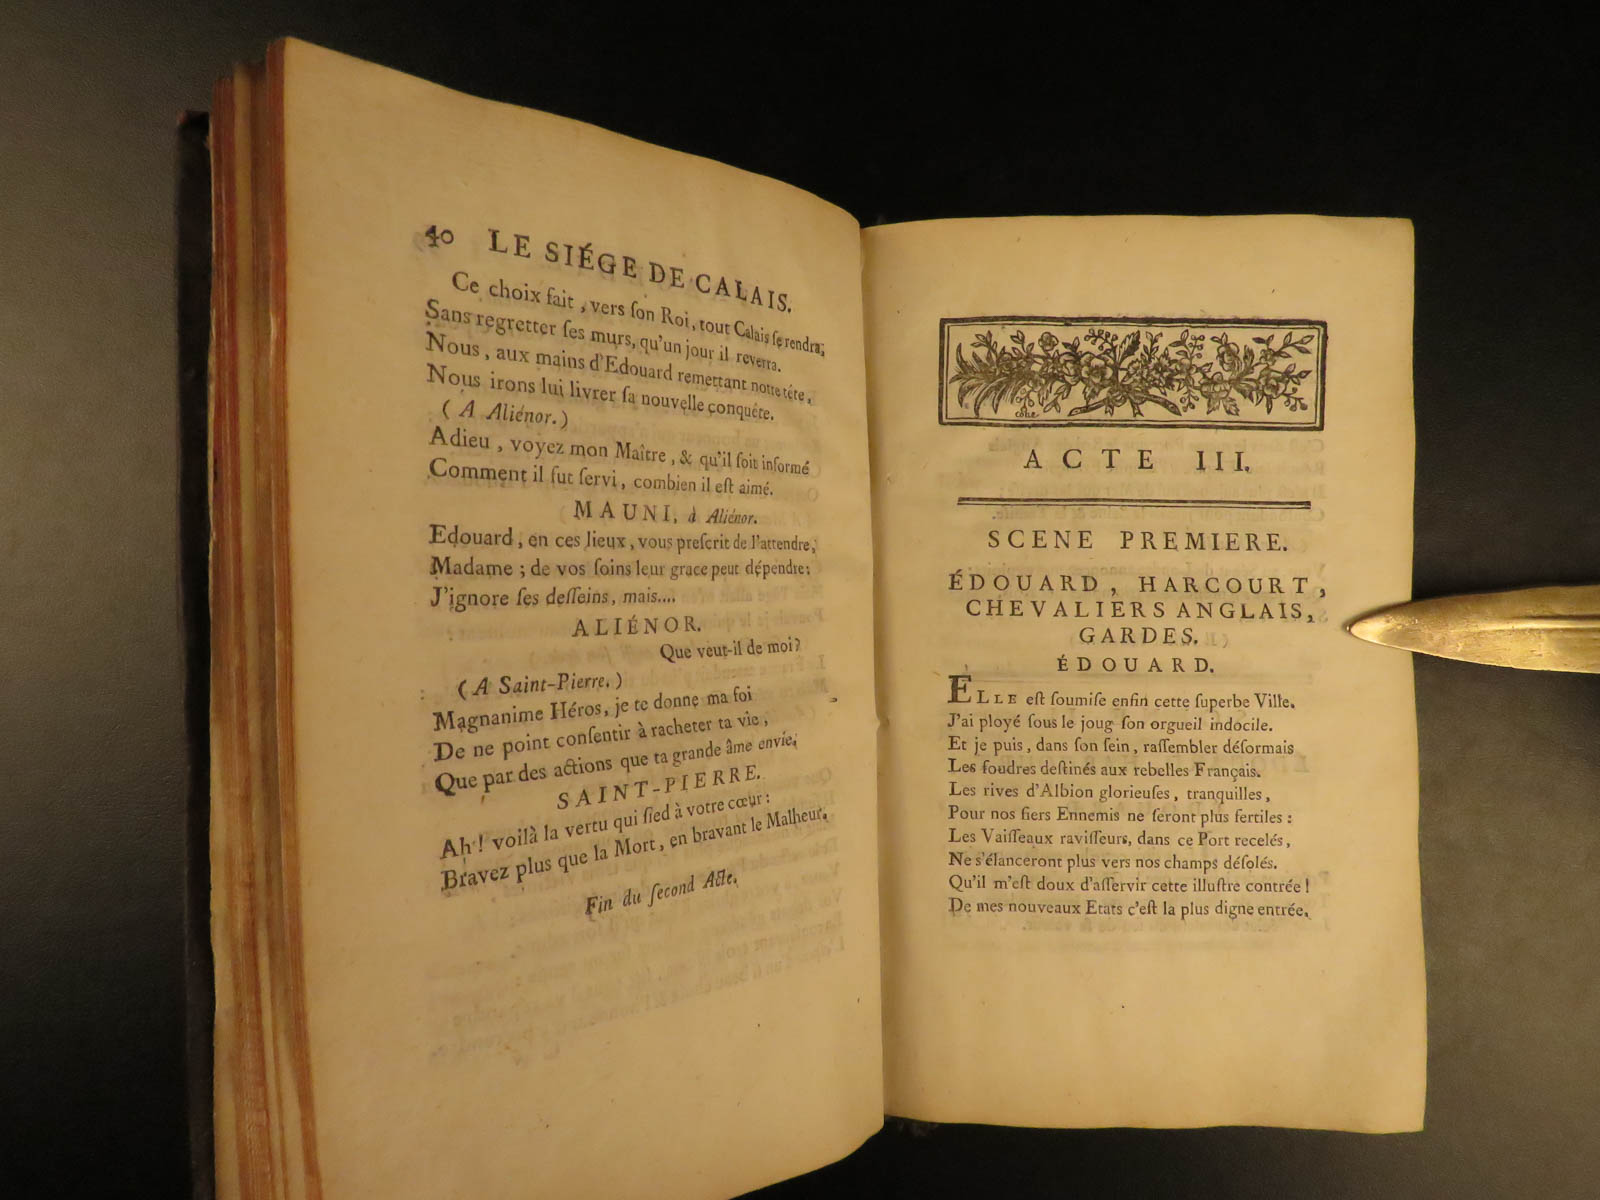 40 LE SIÉGE DE CALAIS.
Ce choix fait, vers ſon Roi, tout Calais ſe rendra;
Sans regretter ſes murs, qu'un jour il reverra.
Nous, aux mains d'Edouard remettant notre tête,
Nous irons lui livrer ſa nouvelle conquête.
( A Aliénor. )
Adieu, voyez mon Maître, & qu'il ſoit informé
Comment il fut ſervi, combien il eſt aimé.
MAUNI, à Aliénor.
Edouard, en ces lieux, vous preſcrit de l'attendre;
Madame ; de vos ſoins leur grace peut dépendre:
J'ignore ſes deſſeins, mais....
ALIÉNOR.
Que veut-il de moi?
( A Saint-Pierre. )
Magnanime Héros, je te donne ma foi
De ne point conſentir à racheter ta vie,
Que par des actions que ta grande âme envie.
SAINT-PIERRE.
Ah! voilà la vertu qui ſied à votre cœur:
Bravez plus que la Mort, en bravant le Malheur.
Fin du ſecond Acte.
ACTE III.
SCENE PREMIERE.
ÉDOUARD, HARCOURT,
CHEVALIERS ANGLAIS,
GARDES.
ÉDOUARD.
ELLE eſt ſoumiſe enfin cette ſuperbe Ville.
J'ai ployé ſous le joug ſon orgueil indocile.
Et je puis, dans ſon ſein, raſſembler déſormais
Les foudres deſtinés aux rebelles Français.
Les rives d'Albion glorieuſes, tranquilles,
Pour nos fiers Ennemis ne ſeront plus fertiles :
Les Vaiſſeaux raviſſeurs, dans ce Port recelés,
Ne s'élanceront plus vers nos champs déſolés.
Qu'il m'eſt doux d'aſſervir cette illuſtre contrée !
De mes nouveaux Etats c'eſt la plus digne entrée.